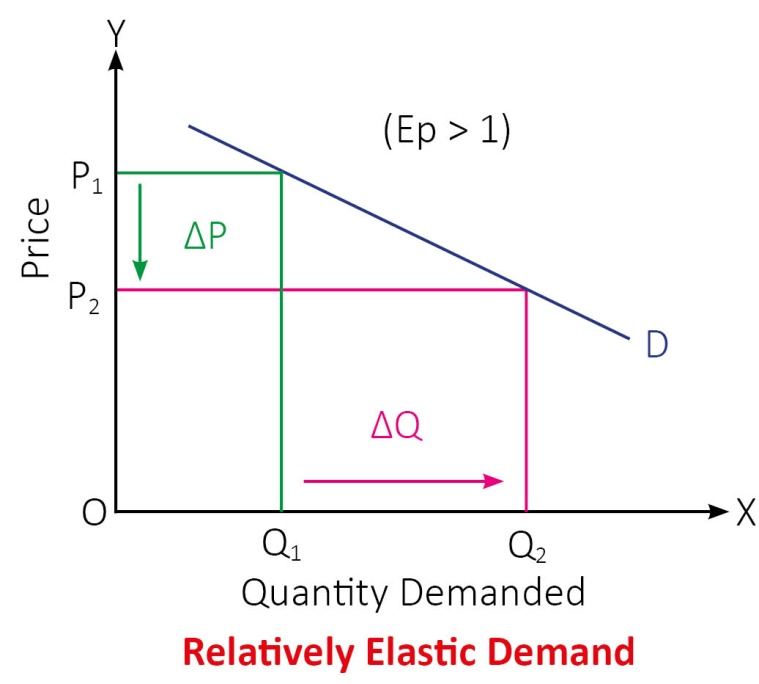 Y
(Ep > 1)
P₁
ΔP
Price
P₂
D
ΔQ
O
X
Q₁
Q₂
Quantity Demanded
Relatively Elastic Demand